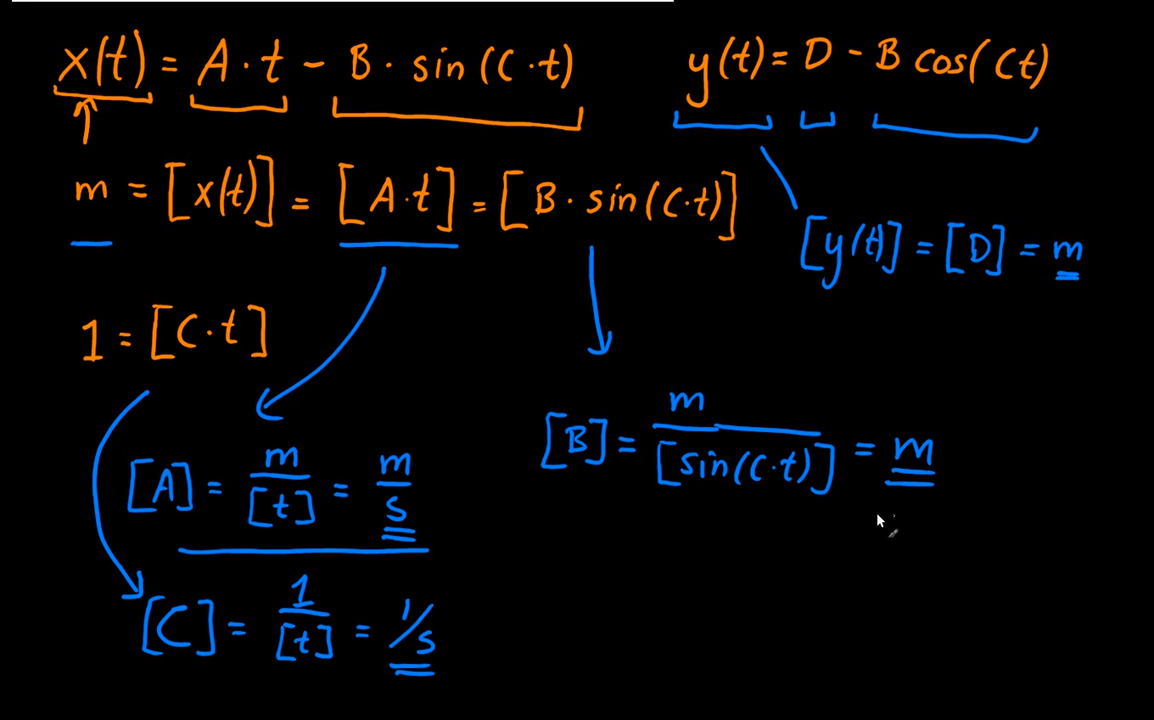 x(t) = A · t - B · sin (C · t)
y(t) = D - B cos( Ct)
m = [x(t)] = [A·t] = [B · sin(C·t)]
[y(t)] = [D] = m
1 = [C·t]
[A] = m/[t] = m/s
[B] = m/[sin(C·t)] = m
[C] = 1/[t] = 1/s